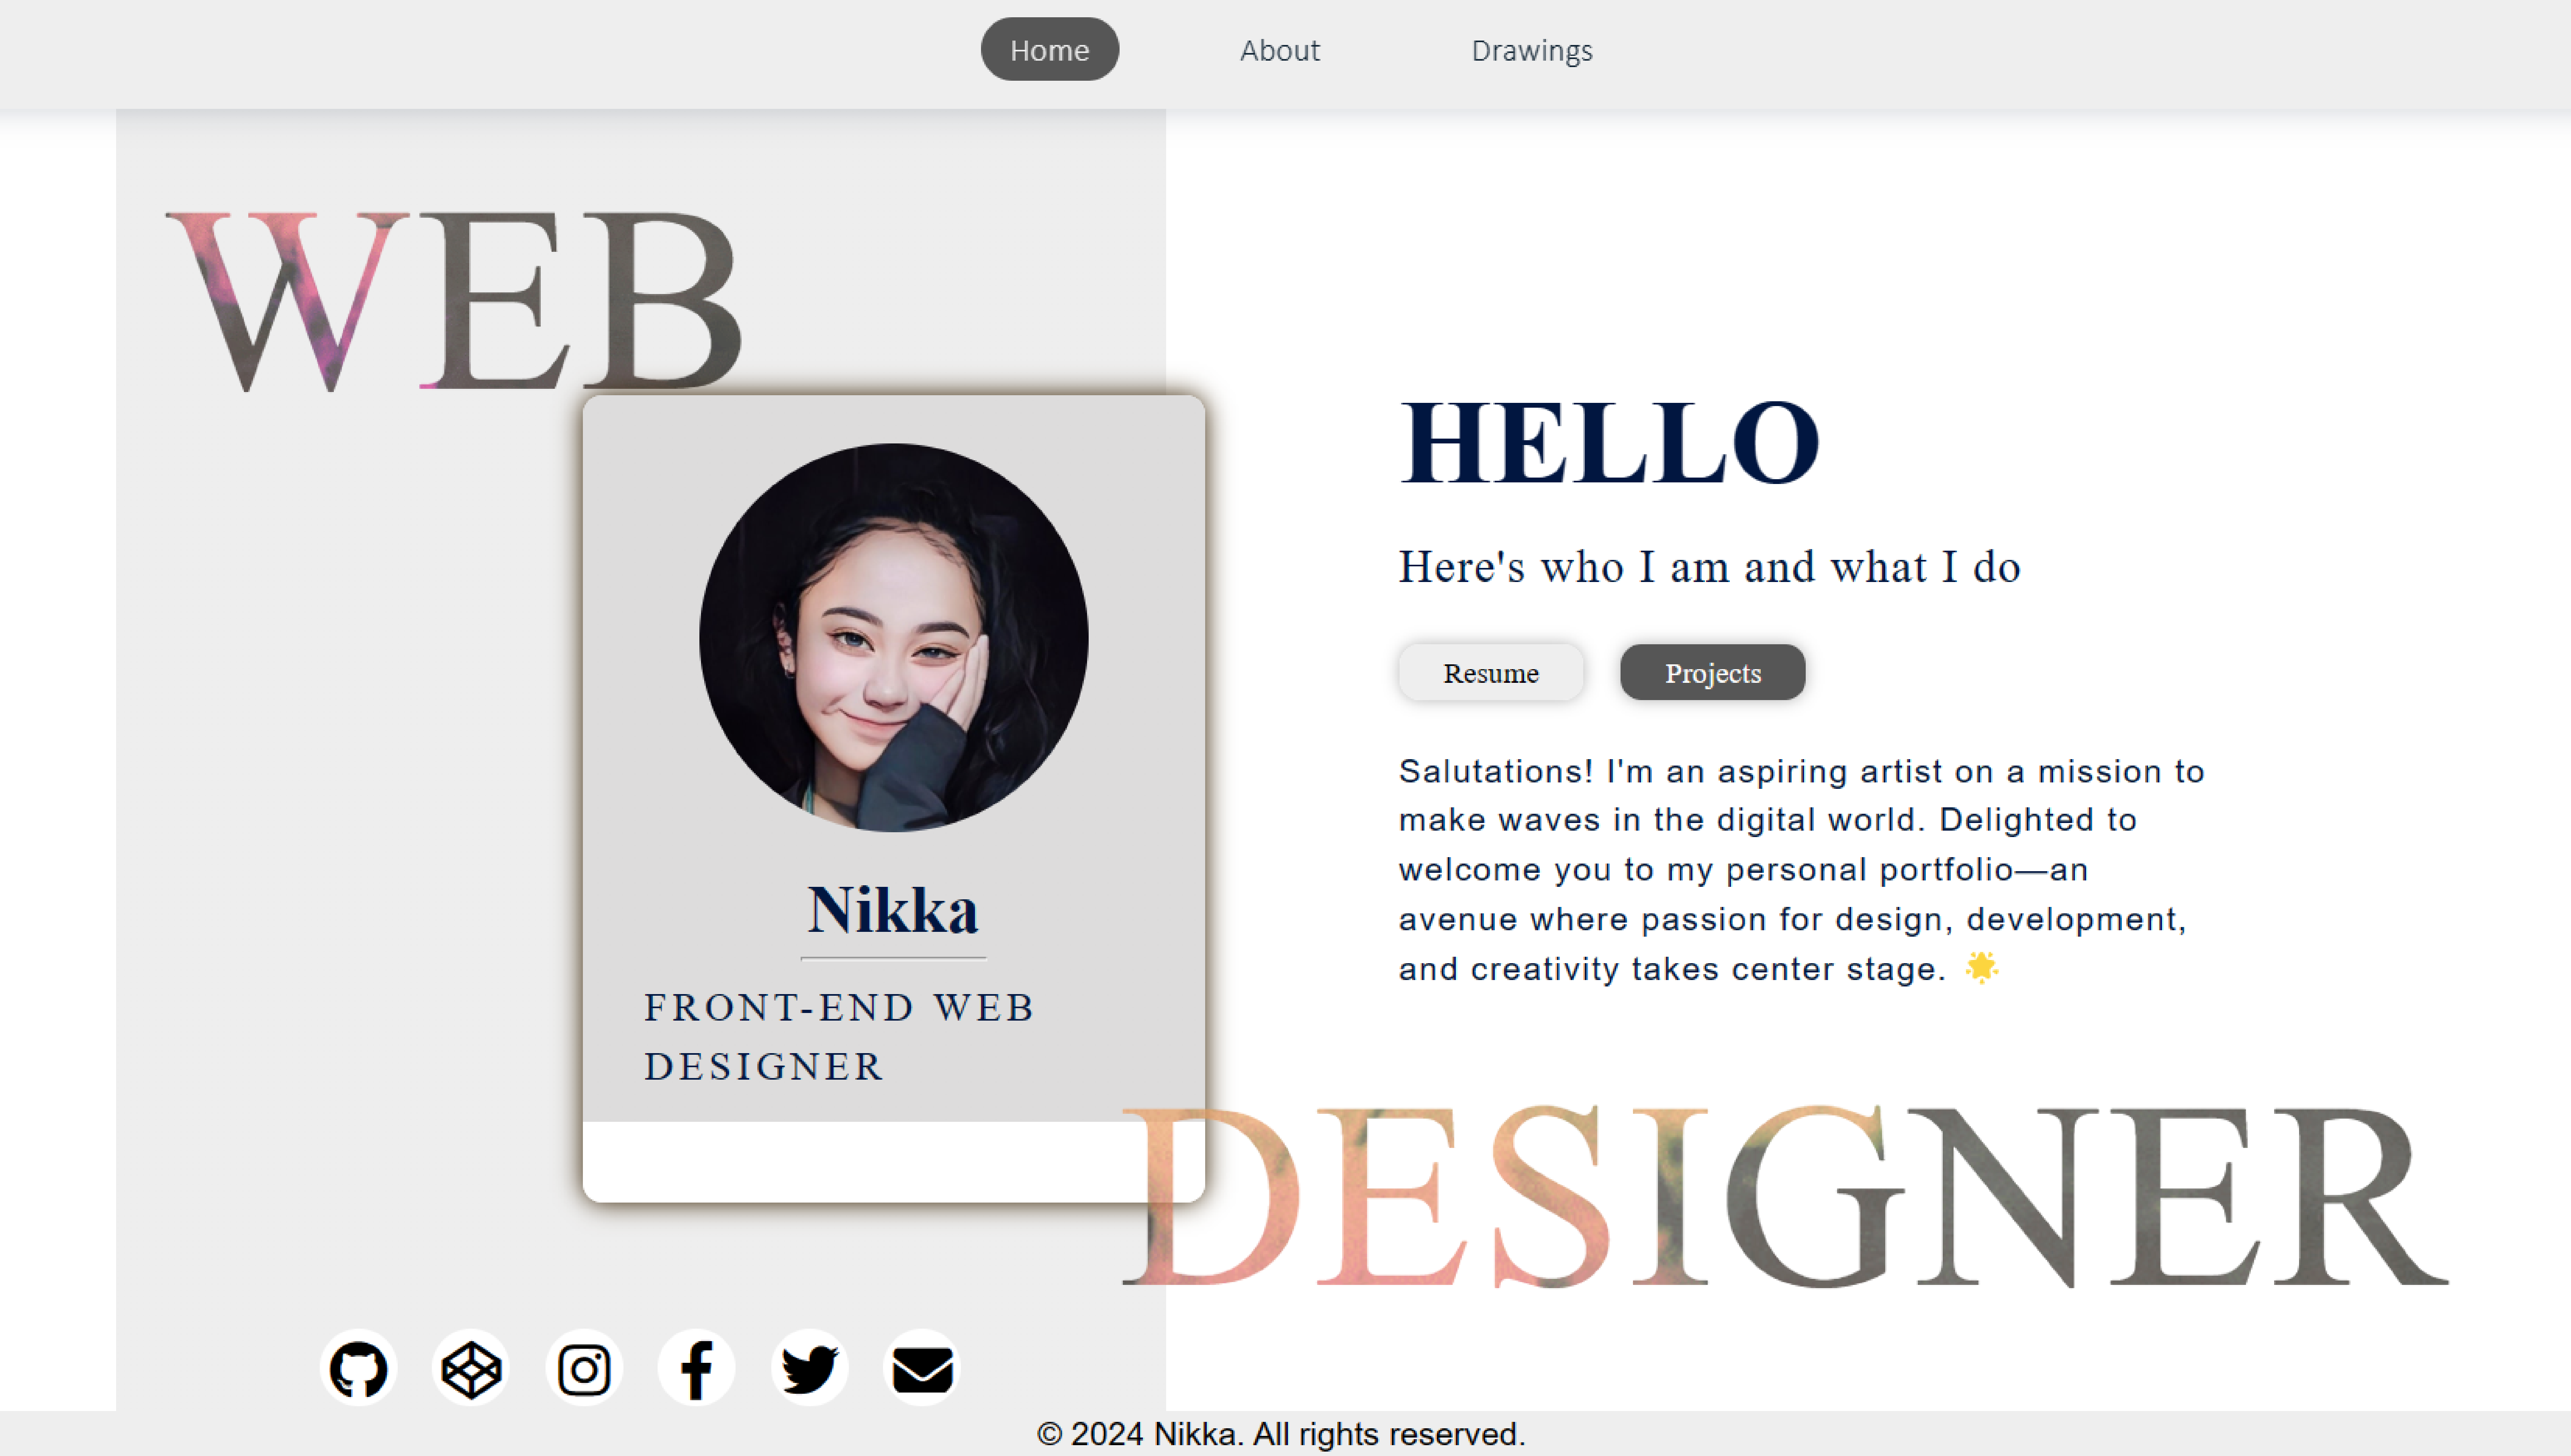 Home
About
Drawings
WEB
Nikka
FRONT-END WEB
DESIGNER
HELLO
Here's who I am and what I do
Resume
Projects
Salutations! I'm an aspiring artist on a mission to
make waves in the digital world. Delighted to
welcome you to my personal portfolio—an
avenue where passion for design, development,
and creativity takes center stage. 🌟
DESIGNER
© 2024 Nikka. All rights reserved.